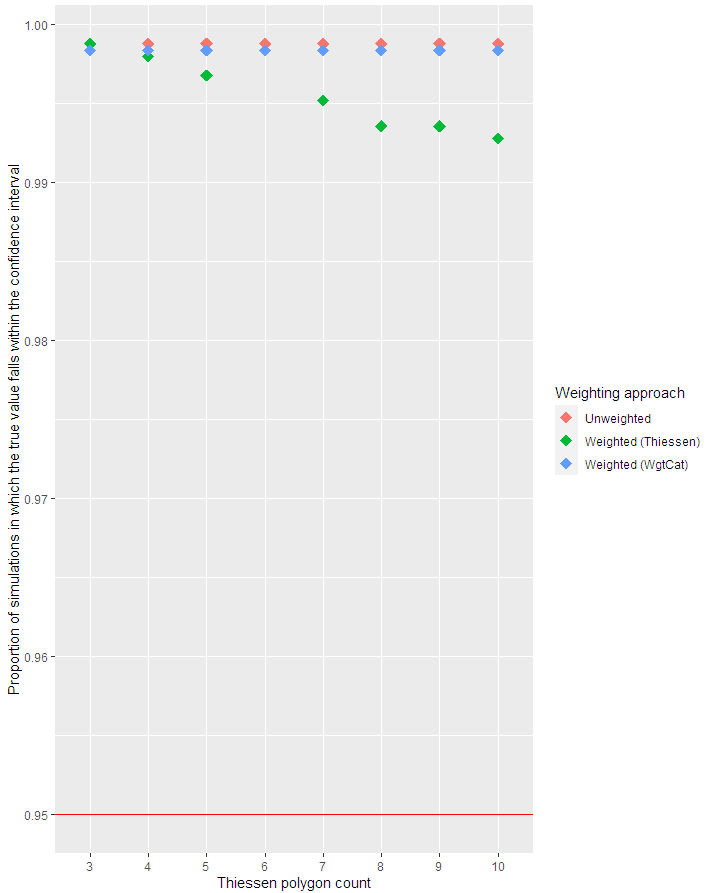 Proportion of simulations in which the true value falls within the confidence interval
1.00
0.99
0.98
0.97
0.96
0.95
3 4 5 6 7 8 9 10
Thiessen polygon count
Weighting approach
Unweighted
Weighted (Thiessen)
Weighted (WgtCat)